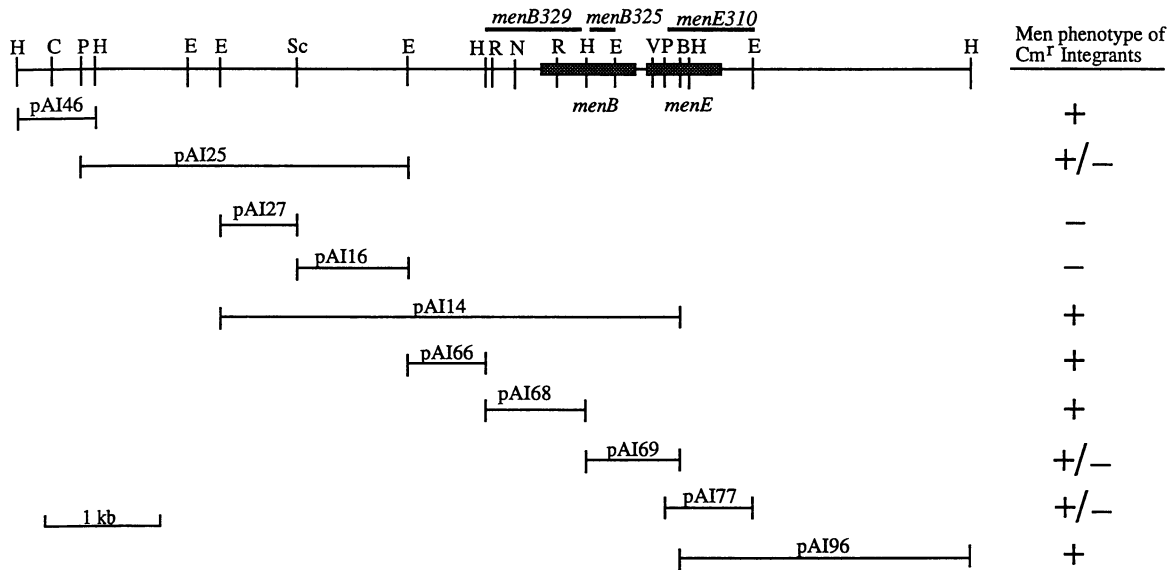 menB329 menB325 menE310
H C P H E E Sc E H R N R H E V P B H E H
Men phenotype of
Cmʳ Integrants
menB menE
pAI46 +
pAI25 +/−
pAI27 −
pAI16 −
pAI14 +
pAI66 +
pAI68 +
pAI69 +/−
pAI77 +/−
1 kb
pAI96 +